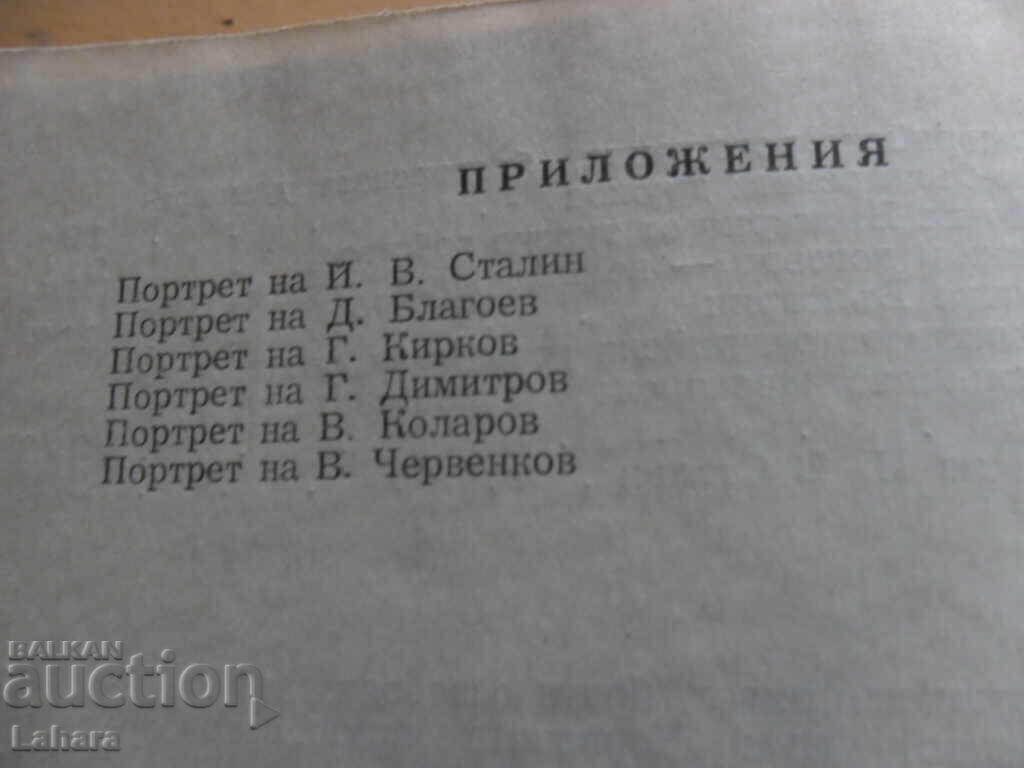 ПРИЛОЖЕНИЯ
Портрет на Й. В. Сталин
Портрет на Д. Благоев
Портрет на Г. Кирков
Портрет на Г. Димитров
Портрет на В. Коларов
Портрет на В. Червенков
BALKAN
auction
Lahara